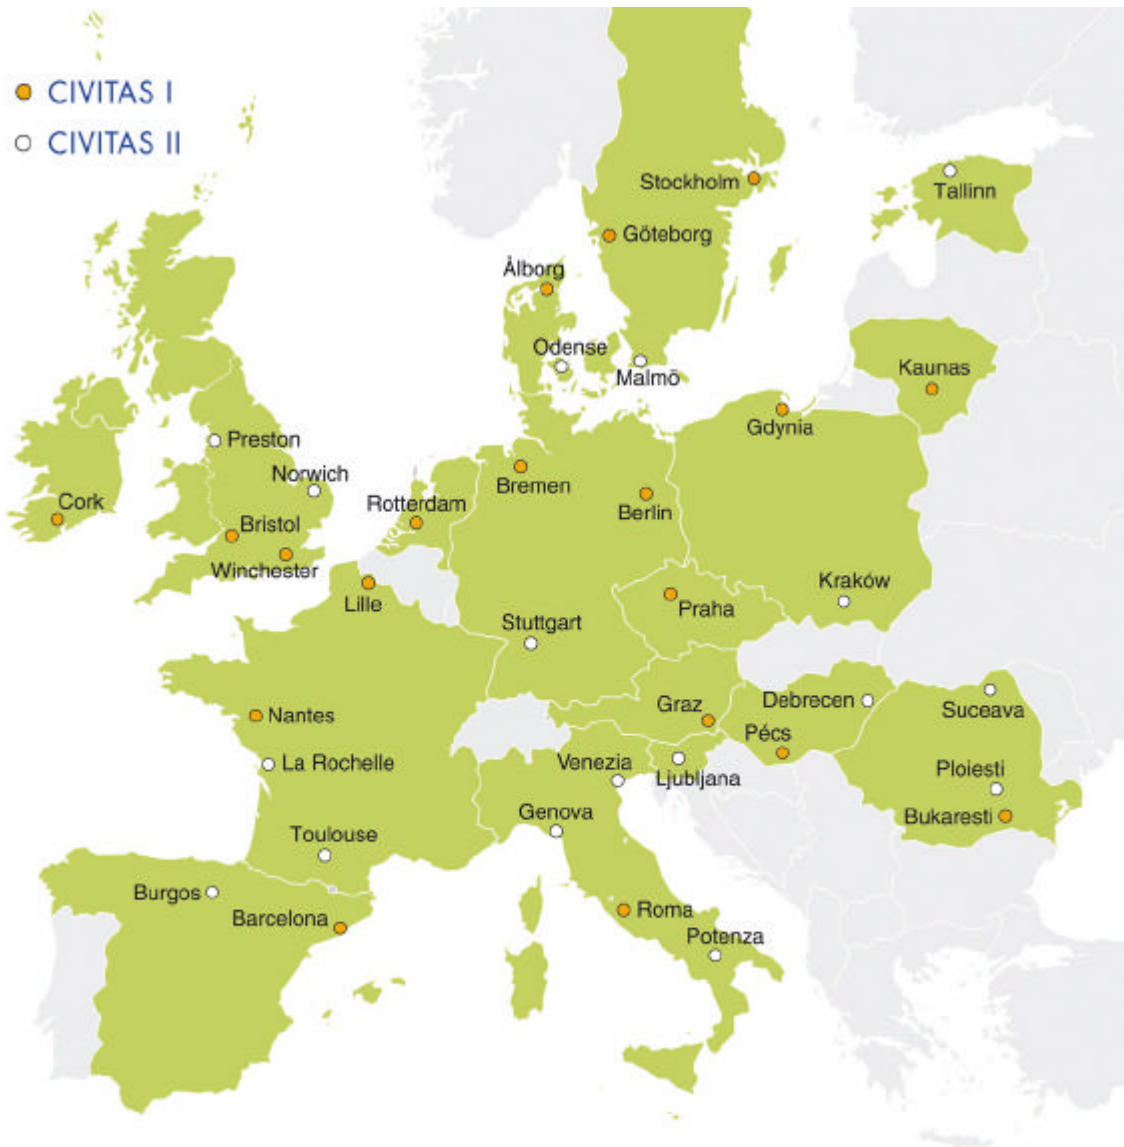 CIVITAS I
CIVITAS II
Stockholm
Tallinn
Göteborg
Ålborg
Odense
Malmö
Kaunas
Gdynia
Preston
Norwich
Bremen
Cork
Rotterdam
Berlin
Bristol
Winchester
Lille
Kraków
Praha
Stuttgart
Graz
Debrecen
Suceava
Nantes
Pécs
La Rochelle
Venezia
Ljubljana
Ploiesti
Genova
Bukaresti
Toulouse
Burgos
Barcelona
Roma
Potenza